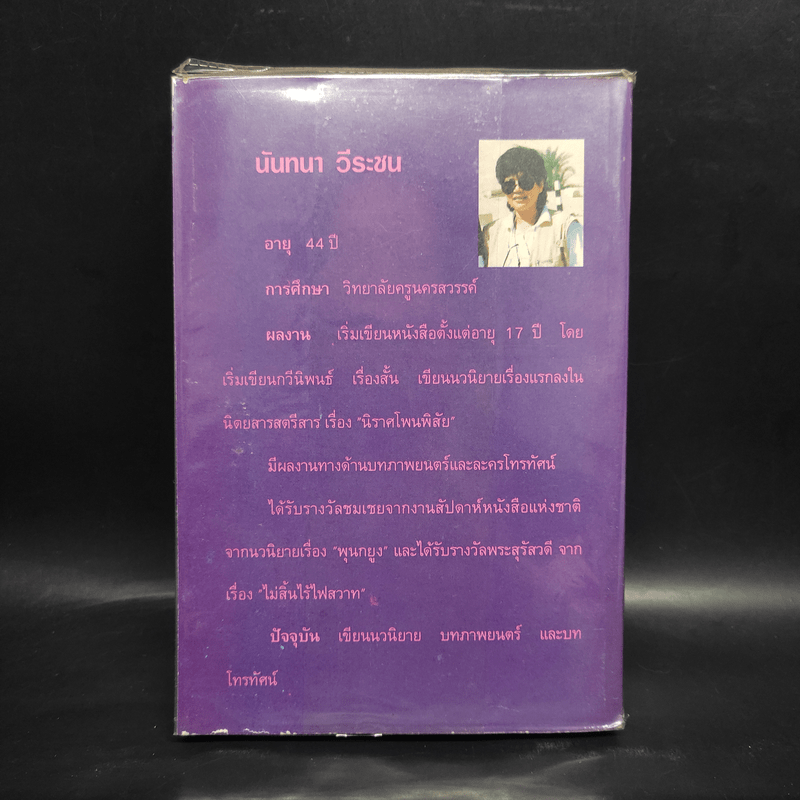 นันทนา วีระชน
อายุ 44 ปี
การศึกษา วิทยาลัยครูนครสวรรค์
ผลงาน เริ่มเขียนหนังสือตั้งแต่อายุ 17 ปี โดย
เริ่มเขียนกวีนิพนธ์ เรื่องสั้น เขียนนวนิยายเรื่องแรกลงใน
นิตยสารสตรีสาร เรื่อง "นิราศโพนพิสัย"
มีผลงานทางด้านบทภาพยนตร์และละครโทรทัศน์
ได้รับรางวัลชมเชยจากงานสัปดาห์หนังสือแห่งชาติ
จากนวนิยายเรื่อง "พุนกยูง" และได้รับรางวัลพระสุรัสวดี จาก
เรื่อง "ไม่สิ้นไร้ไฟสวาท"
ปัจจุบัน เขียนนวนิยาย บทภาพยนตร์ และบท
โทรทัศน์